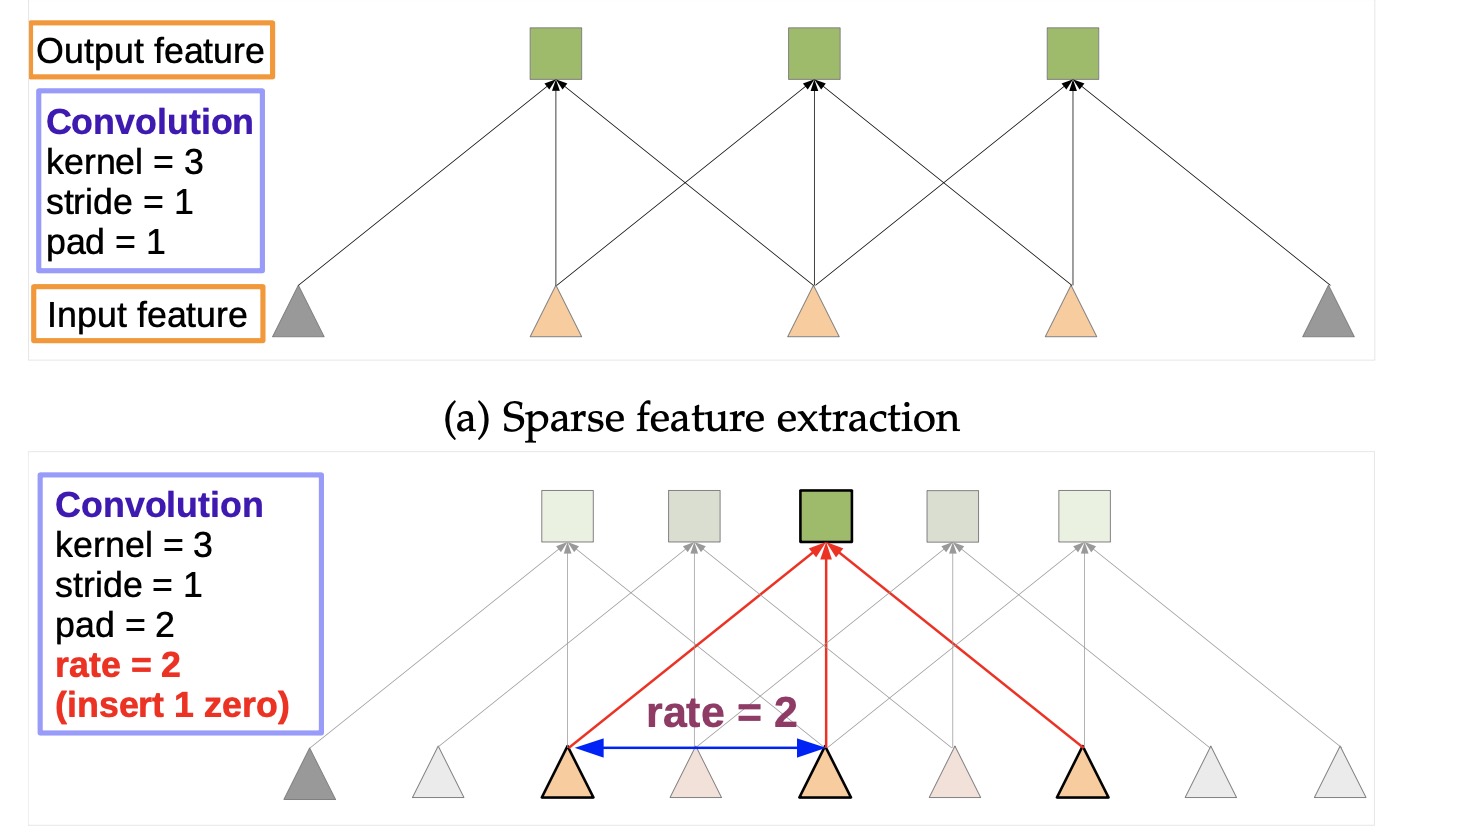 Output feature
Convolution
kernel = 3
stride = 1
pad = 1
Input feature
(a) Sparse feature extraction
Convolution
kernel = 3
stride = 1
pad = 2
rate = 2
(insert 1 zero)
rate = 2